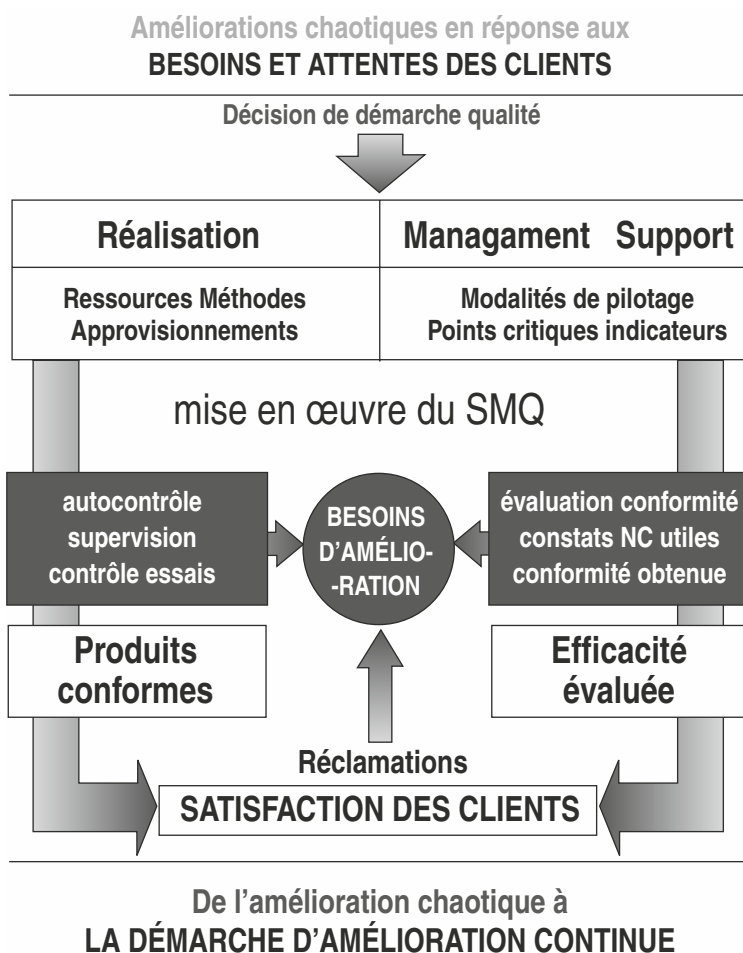 Améliorations chaotiques en réponse aux
BESOINS ET ATTENTES DES CLIENTS
Décision de démarche qualité
Réalisation
Managament Support
Ressources Méthodes
Approvisionnements
Modalités de pilotage
Points critiques indicateurs
mise en œuvre du SMQ
autocontrôle
supervision
contrôle essais
BESOINS
D’AMÉLIO-
-RATION
évaluation conformité
constats NC utiles
conformité obtenue
Produits
conformes
Efficacité
évaluée
Réclamations
SATISFACTION DES CLIENTS
De l’amélioration chaotique à
LA DÉMARCHE D’AMÉLIORATION CONTINUE